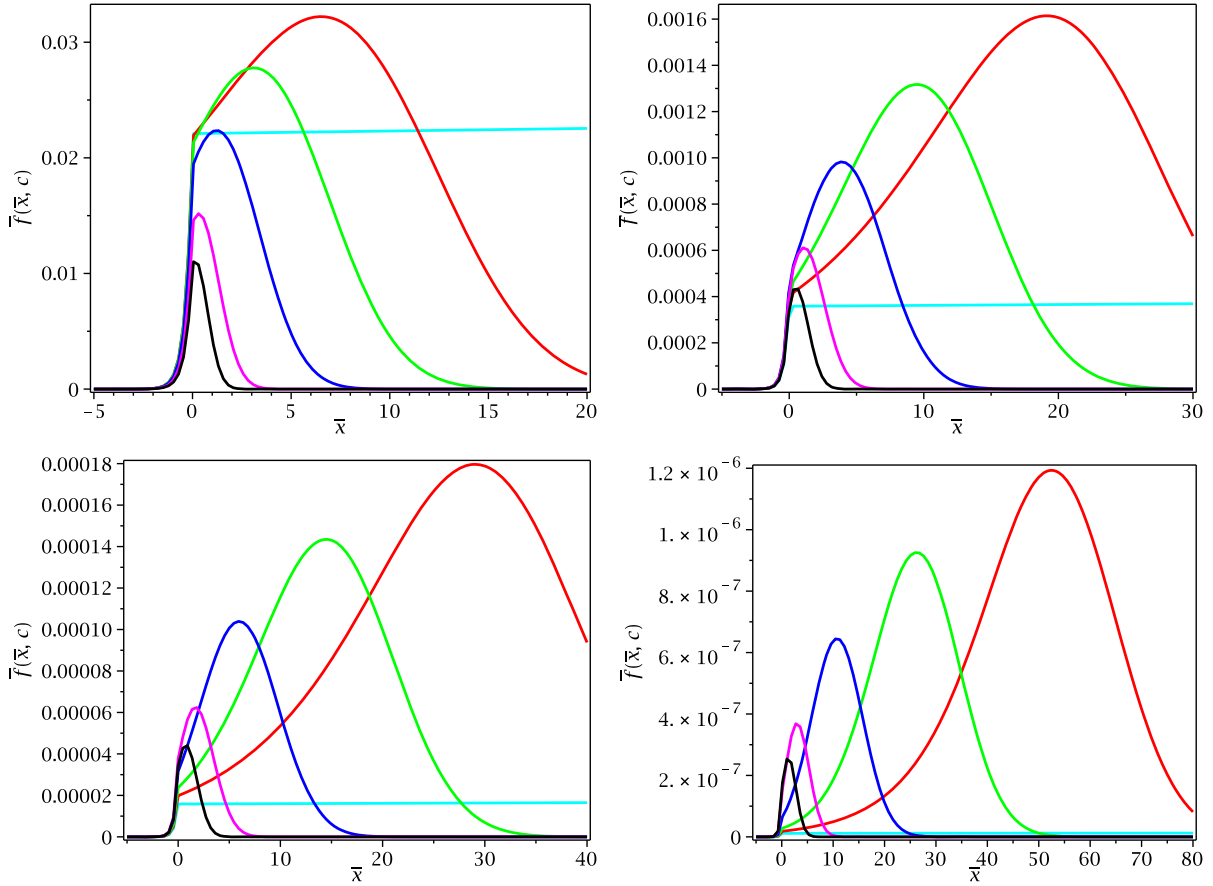 0.03
0.02
0.01
0
−5 0 5 10 15 20
x̅
f̅(x̅, c)
0.0016
0.0014
0.0012
0.0010
0.0008
0.0006
0.0004
0.0002
0
0 10 20 30
x̅
f̅(x̅, c)
0.00018
0.00016
0.00014
0.00012
0.00010
0.00008
0.00006
0.00004
0.00002
0
0 10 20 30 40
x̅
f̅(x̅, c)
1.2 × 10⁻⁶
1. × 10⁻⁶
8. × 10⁻⁷
6. × 10⁻⁷
4. × 10⁻⁷
2. × 10⁻⁷
0
0 10 20 30 40 50 60 70 80
x̅
f̅(x̅, c)